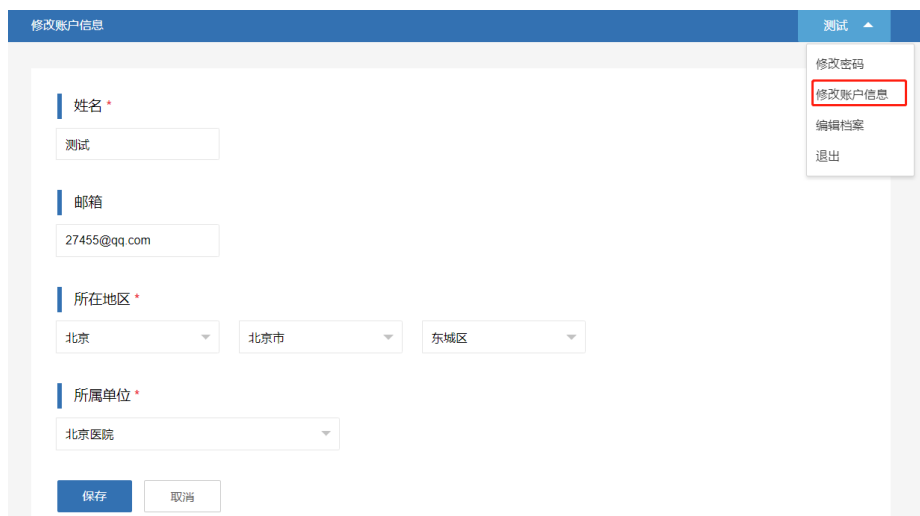 修改账户信息
测试
修改密码
修改账户信息
编辑档案
退出
姓名 *
测试
邮箱
27455@qq.com
所在地区 *
北京 北京市 东城区
所属单位 *
北京医院
保存 取消